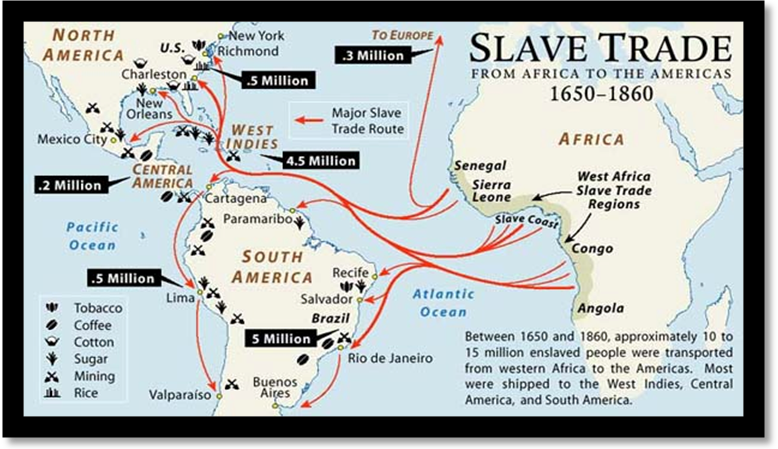 SLAVE TRADE
FROM AFRICA TO THE AMERICAS
1650–1860
NORTH
AMERICA
U.S.
New York
Richmond
Charleston
.5 Million
New
Orleans
Mexico City
TO EUROPE
.3 Million
Major Slave
Trade Route
WEST
INDIES
4.5 Million
.2 Million
CENTRAL
AMERICA
Cartagena
Paramaribo
Pacific
Ocean
SOUTH
AMERICA
.5 Million
Lima
Recife
Salvador
Brazil
5 Million
Rio de Janeiro
Valparaíso
Buenos
Aires
Atlantic
Ocean
AFRICA
Senegal
Sierra
Leone
West Africa
Slave Trade
Regions
Slave Coast
Congo
Angola
Tobacco
Coffee
Cotton
Sugar
Mining
Rice
Between 1650 and 1860, approximately 10 to
15 million enslaved people were transported
from western Africa to the Americas. Most
were shipped to the West Indies, Central
America, and South America.